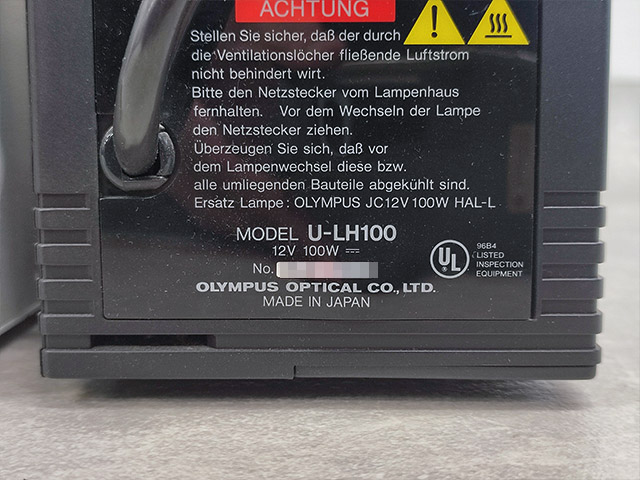 ACHTUNG
Stellen Sie sicher, daß der durch
die Ventilationslöcher fließende Luftstrom
nicht behindert wird.
Bitte den Netzstecker vom Lampenhaus
fernhalten. Vor dem Wechseln der Lampe
den Netzstecker ziehen.
Überzeugen Sie sich, daß vor
dem Lampenwechsel diese bzw.
alle umliegenden Bauteile abgekühlt sind.
Ersatz Lampe : OLYMPUS JC12V 100W HAL-L
MODEL U-LH100
12V 100W ⎓
No.
OLYMPUS OPTICAL CO., LTD.
MADE IN JAPAN
UL
96B4
LISTED
INSPECTION
EQUIPMENT